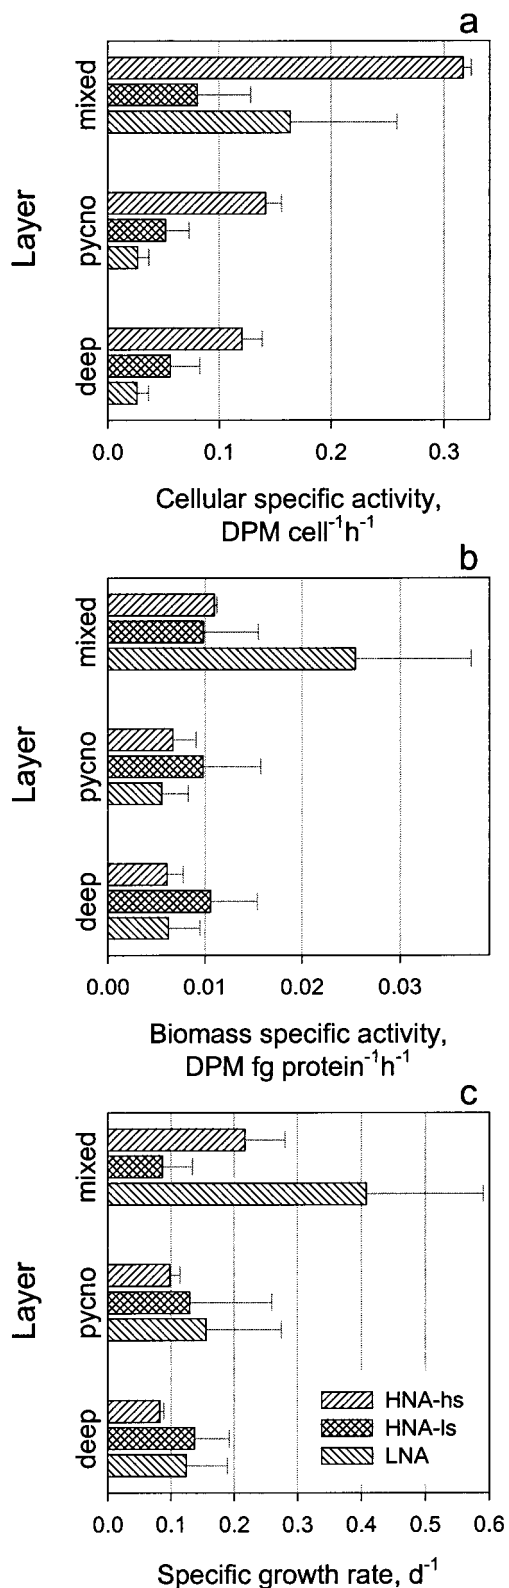 a
mixed
pycno
deep
Layer
0.0 0.1 0.2 0.3
Cellular specific activity,
DPM cell⁻¹h⁻¹
b
mixed
pycno
deep
Layer
0.00 0.01 0.02 0.03
Biomass specific activity,
DPM fg protein⁻¹h⁻¹
c
mixed
pycno
deep
Layer
HNA-hs
HNA-ls
LNA
0.0 0.1 0.2 0.3 0.4 0.5 0.6
Specific growth rate, d⁻¹